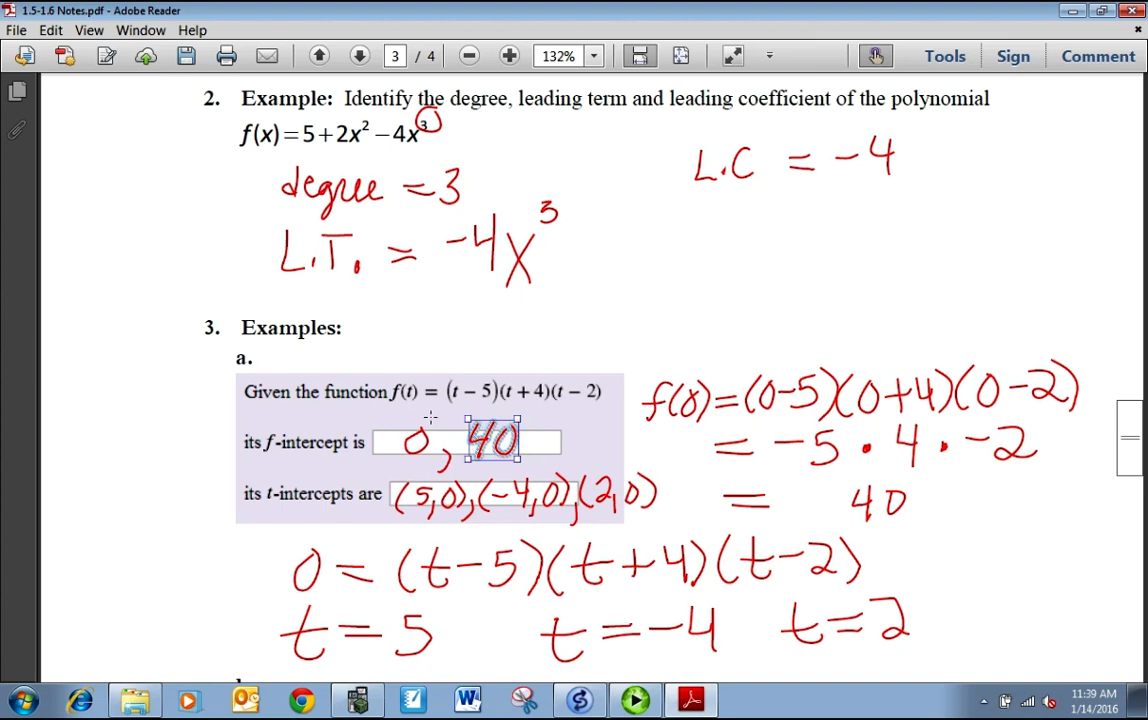 1.5-1.6 Notes.pdf - Adobe Reader
File Edit View Window Help
3 / 4 132% Tools Sign Comment
2. Example: Identify the degree, leading term and leading coefficient of the polynomial
f(x) = 5 + 2x² − 4x³
L.C = -4
degree = 3
L.T. = -4x³
3. Examples:
a.
Given the function f(t) = (t − 5)(t + 4)(t − 2)
its f-intercept is 0, 40
its t-intercepts are (5,0),(-4,0),(2,0)
f(0)=(0-5)(0+4)(0-2)
= -5 · 4 · -2
= 40
0 = (t-5)(t+4)(t-2)
t = 5 t = -4 t = 2
11:39 AM
1/14/2016